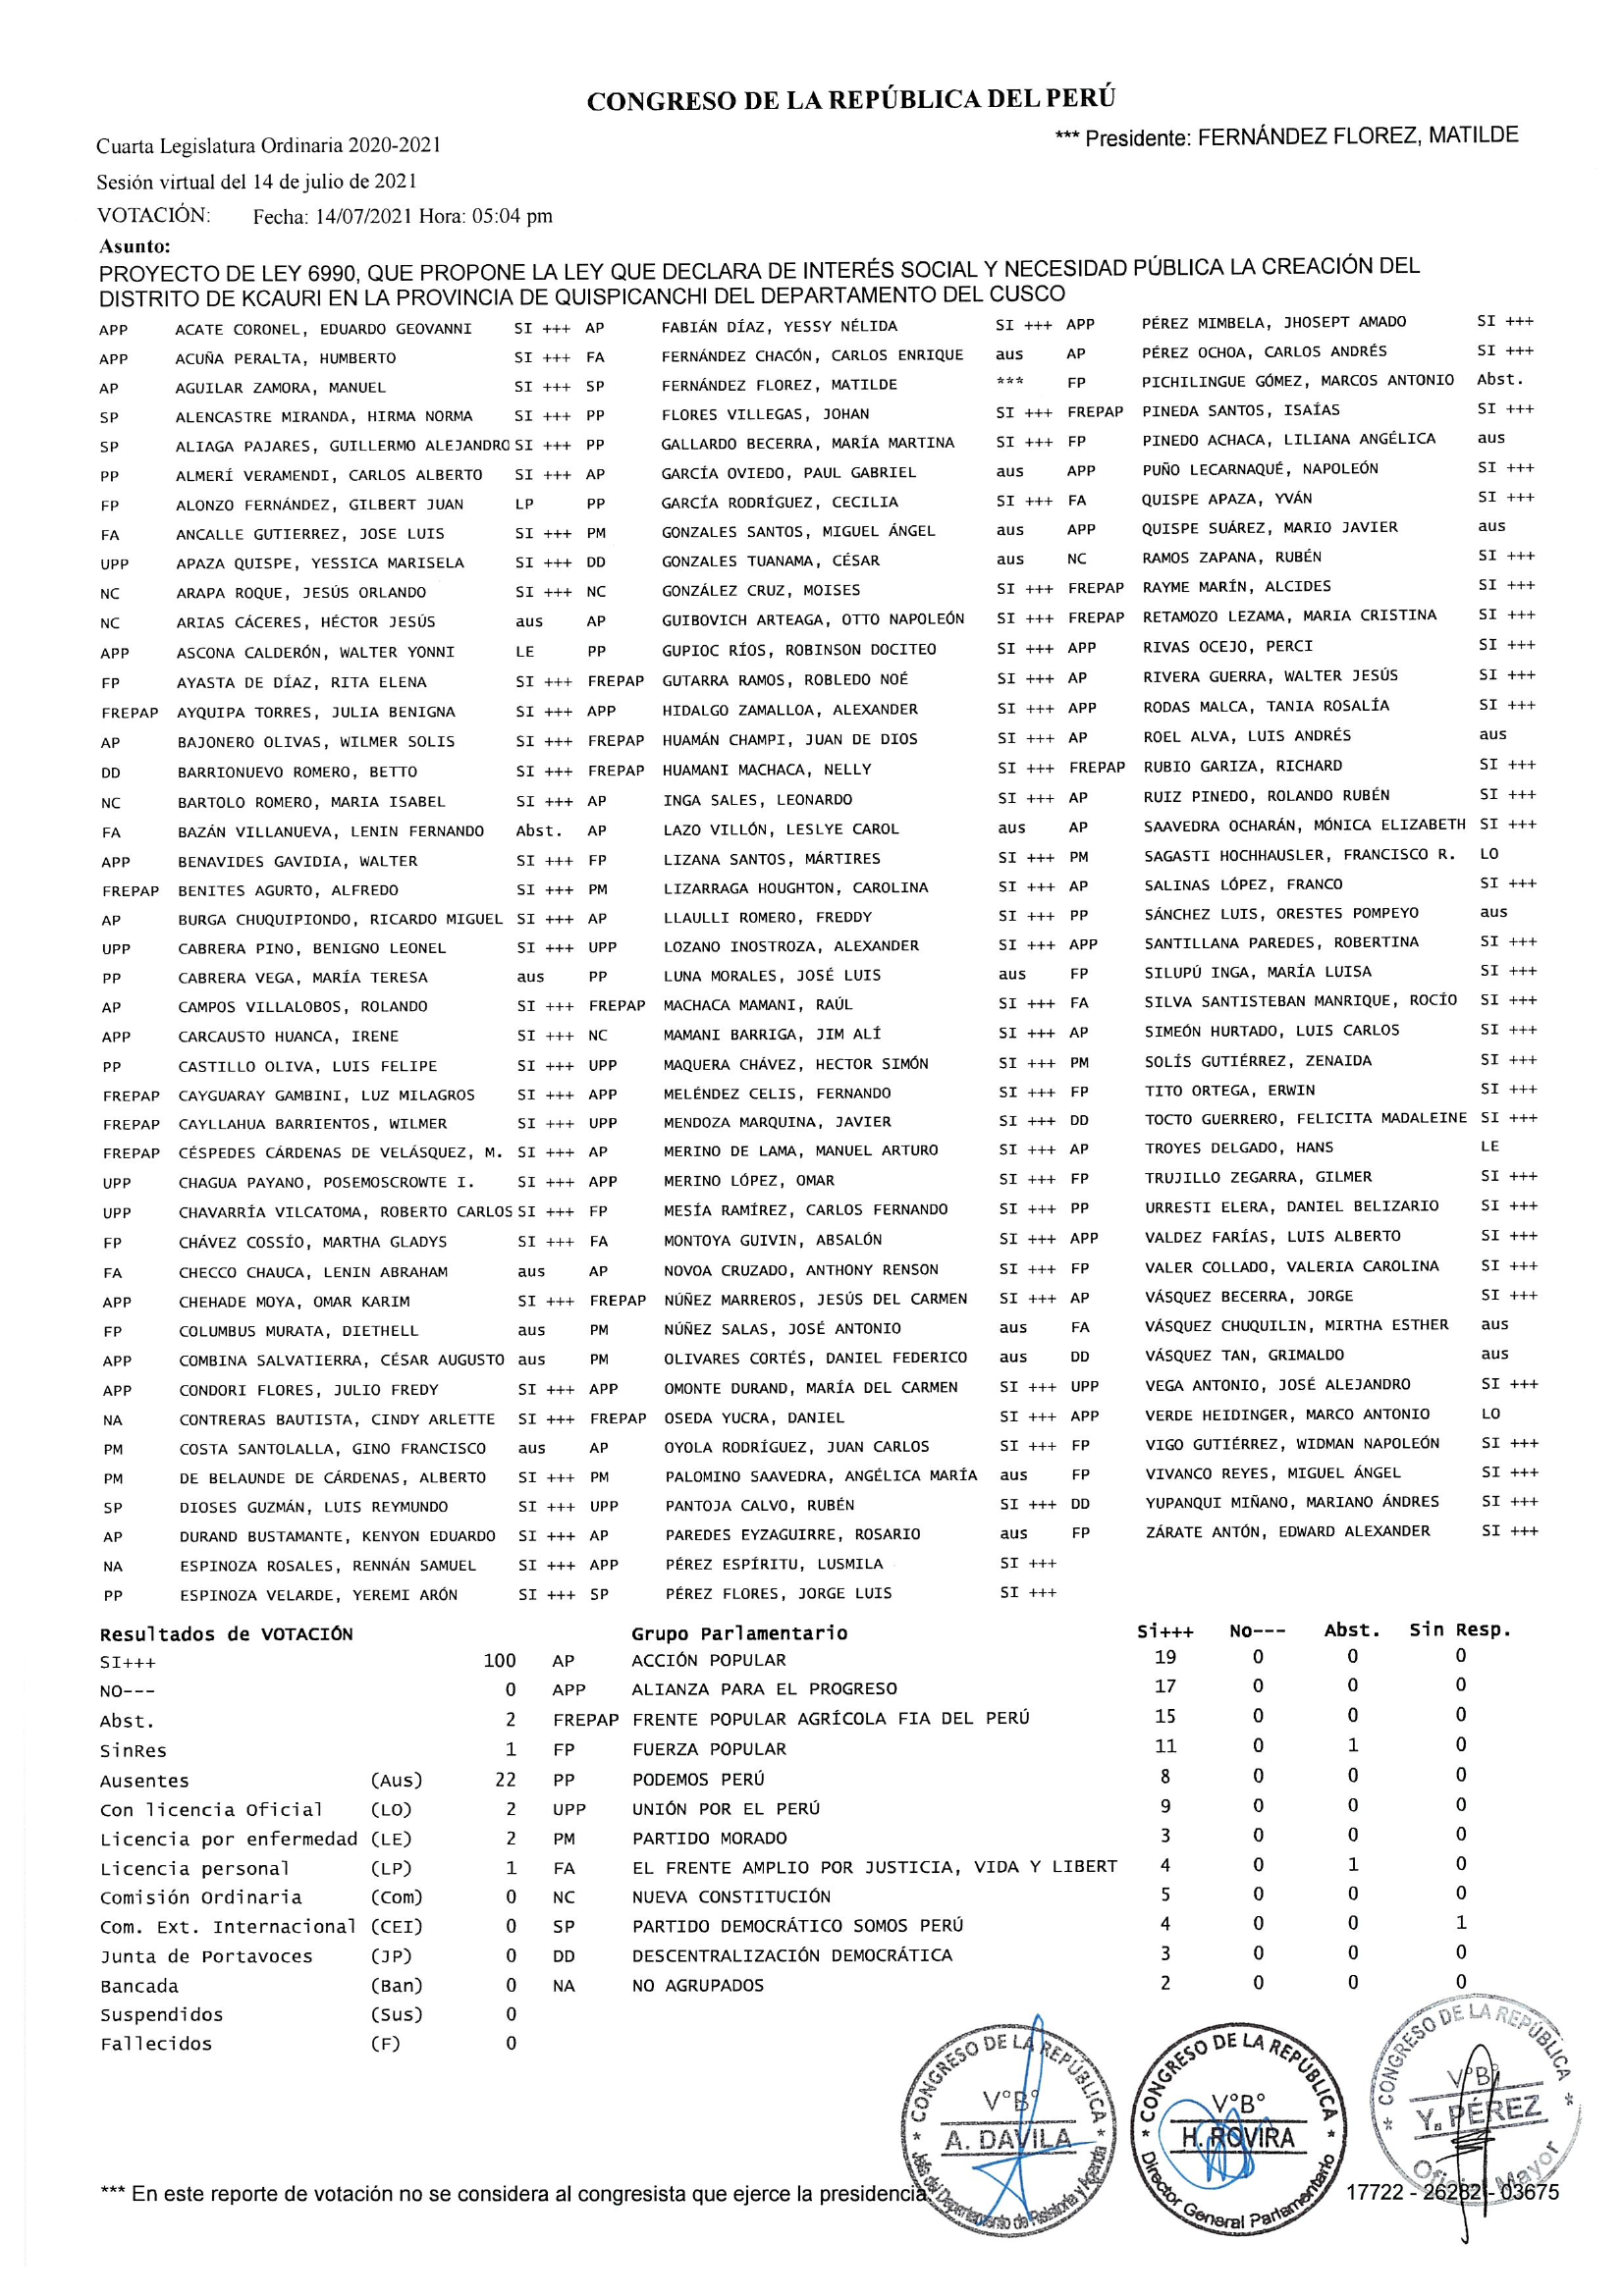 CONGRESO DE LA REPÚBLICA DEL PERÚ
Cuarta Legislatura Ordinaria 2020-2021 *** Presidente: FERNÁNDEZ FLOREZ, MATILDE
Sesión virtual del 14 de julio de 2021
VOTACIÓN: Fecha: 14/07/2021 Hora: 05:04 pm
Asunto:
PROYECTO DE LEY 6990, QUE PROPONE LA LEY QUE DECLARA DE INTERÉS SOCIAL Y NECESIDAD PÚBLICA LA CREACIÓN DEL
DISTRITO DE KCAURI EN LA PROVINCIA DE QUISPICANCHI DEL DEPARTAMENTO DEL CUSCO
APP ACATE CORONEL, EDUARDO GEOVANNI SI +++ AP FABIÁN DÍAZ, YESSY NÉLIDA SI +++ APP PÉREZ MIMBELA, JHOSEPT AMADO SI +++
APP ACUÑA PERALTA, HUMBERTO SI +++ FA FERNÁNDEZ CHACÓN, CARLOS ENRIQUE aus AP PÉREZ OCHOA, CARLOS ANDRÉS SI +++
AP AGUILAR ZAMORA, MANUEL SI +++ SP FERNÁNDEZ FLOREZ, MATILDE *** FP PICHILINGUE GÓMEZ, MARCOS ANTONIO Abst.
SP ALENCASTRE MIRANDA, HIRMA NORMA SI +++ PP FLORES VILLEGAS, JOHAN SI +++ FREPAP PINEDA SANTOS, ISAÍAS SI +++
SP ALIAGA PAJARES, GUILLERMO ALEJANDRO SI +++ PP GALLARDO BECERRA, MARÍA MARTINA SI +++ FP PINEDO ACHACA, LILIANA ANGÉLICA aus
PP ALMERÍ VERAMENDI, CARLOS ALBERTO SI +++ AP GARCÍA OVIEDO, PAUL GABRIEL aus APP PUÑO LECARNAQUÉ, NAPOLEÓN SI +++
FP ALONZO FERNÁNDEZ, GILBERT JUAN LP PP GARCÍA RODRÍGUEZ, CECILIA SI +++ FA QUISPE APAZA, YVÁN SI +++
FA ANCALLE GUTIERREZ, JOSE LUIS SI +++ PM GONZALES SANTOS, MIGUEL ÁNGEL aus APP QUISPE SUÁREZ, MARIO JAVIER aus
UPP APAZA QUISPE, YESSICA MARISELA SI +++ DD GONZALES TUANAMA, CÉSAR aus NC RAMOS ZAPANA, RUBÉN SI +++
NC ARAPA ROQUE, JESÚS ORLANDO SI +++ NC GONZÁLEZ CRUZ, MOISES SI +++ FREPAP RAYME MARÍN, ALCIDES SI +++
NC ARIAS CÁCERES, HÉCTOR JESÚS aus AP GUIBOVICH ARTEAGA, OTTO NAPOLEÓN SI +++ FREPAP RETAMOZO LEZAMA, MARIA CRISTINA SI +++
APP ASCONA CALDERÓN, WALTER YONNI LE PP GUPIOC RÍOS, ROBINSON DOCITEO SI +++ APP RIVAS OCEJO, PERCI SI +++
FP AYASTA DE DÍAZ, RITA ELENA SI +++ FREPAP GUTARRA RAMOS, ROBLEDO NOÉ SI +++ AP RIVERA GUERRA, WALTER JESÚS SI +++
FREPAP AYQUIPA TORRES, JULIA BENIGNA SI +++ APP HIDALGO ZAMALLOA, ALEXANDER SI +++ APP RODAS MALCA, TANIA ROSALÍA SI +++
AP BAJONERO OLIVAS, WILMER SOLIS SI +++ FREPAP HUAMÁN CHAMPI, JUAN DE DIOS SI +++ AP ROEL ALVA, LUIS ANDRÉS aus
DD BARRIONUEVO ROMERO, BETTO SI +++ FREPAP HUAMANI MACHACA, NELLY SI +++ FREPAP RUBIO GARIZA, RICHARD SI +++
NC BARTOLO ROMERO, MARIA ISABEL SI +++ AP INGA SALES, LEONARDO SI +++ AP RUIZ PINEDO, ROLANDO RUBÉN SI +++
FA BAZÁN VILLANUEVA, LENIN FERNANDO Abst. AP LAZO VILLÓN, LESLYE CAROL aus AP SAAVEDRA OCHARÁN, MÓNICA ELIZABETH SI +++
APP BENAVIDES GAVIDIA, WALTER SI +++ FP LIZANA SANTOS, MÁRTIRES SI +++ PM SAGASTI HOCHHAUSLER, FRANCISCO R. LO
FREPAP BENITES AGURTO, ALFREDO SI +++ PM LIZARRAGA HOUGHTON, CAROLINA SI +++ AP SALINAS LÓPEZ, FRANCO SI +++
AP BURGA CHUQUIPIONDO, RICARDO MIGUEL SI +++ AP LLAULLI ROMERO, FREDDY SI +++ PP SÁNCHEZ LUIS, ORESTES POMPEYO aus
UPP CABRERA PINO, BENIGNO LEONEL SI +++ UPP LOZANO INOSTROZA, ALEXANDER SI +++ APP SANTILLANA PAREDES, ROBERTINA SI +++
PP CABRERA VEGA, MARÍA TERESA aus PP LUNA MORALES, JOSÉ LUIS aus FP SILUPÚ INGA, MARÍA LUISA SI +++
AP CAMPOS VILLALOBOS, ROLANDO SI +++ FREPAP MACHACA MAMANI, RAÚL SI +++ FA SILVA SANTISTEBAN MANRIQUE, ROCÍO SI +++
APP CARCAUSTO HUANCA, IRENE SI +++ NC MAMANI BARRIGA, JIM ALÍ SI +++ AP SIMEÓN HURTADO, LUIS CARLOS SI +++
PP CASTILLO OLIVA, LUIS FELIPE SI +++ UPP MAQUERA CHÁVEZ, HECTOR SIMÓN SI +++ PM SOLÍS GUTIÉRREZ, ZENAIDA SI +++
FREPAP CAYGUARAY GAMBINI, LUZ MILAGROS SI +++ APP MELÉNDEZ CELIS, FERNANDO SI +++ FP TITO ORTEGA, ERWIN SI +++
FREPAP CAYLLAHUA BARRIENTOS, WILMER SI +++ UPP MENDOZA MARQUINA, JAVIER SI +++ DD TOCTO GUERRERO, FELICITA MADALEINE SI +++
FREPAP CÉSPEDES CÁRDENAS DE VELÁSQUEZ, M. SI +++ AP MERINO DE LAMA, MANUEL ARTURO SI +++ AP TROYES DELGADO, HANS LE
UPP CHAGUA PAYANO, POSEMOSCROWTE I. SI +++ APP MERINO LÓPEZ, OMAR SI +++ FP TRUJILLO ZEGARRA, GILMER SI +++
UPP CHAVARRÍA VILCATOMA, ROBERTO CARLOS SI +++ FP MESÍA RAMÍREZ, CARLOS FERNANDO SI +++ PP URRESTI ELERA, DANIEL BELIZARIO SI +++
FP CHÁVEZ COSSÍO, MARTHA GLADYS SI +++ FA MONTOYA GUIVIN, ABSALÓN SI +++ APP VALDEZ FARÍAS, LUIS ALBERTO SI +++
FA CHECCO CHAUCA, LENIN ABRAHAM aus AP NOVOA CRUZADO, ANTHONY RENSON SI +++ FP VALER COLLADO, VALERIA CAROLINA SI +++
APP CHEHADE MOYA, OMAR KARIM SI +++ FREPAP NÚÑEZ MARREROS, JESÚS DEL CARMEN SI +++ AP VÁSQUEZ BECERRA, JORGE SI +++
FP COLUMBUS MURATA, DIETHELL aus PM NÚÑEZ SALAS, JOSÉ ANTONIO aus FA VÁSQUEZ CHUQUILIN, MIRTHA ESTHER aus
APP COMBINA SALVATIERRA, CÉSAR AUGUSTO aus PM OLIVARES CORTÉS, DANIEL FEDERICO aus DD VÁSQUEZ TAN, GRIMALDO aus
APP CONDORI FLORES, JULIO FREDY SI +++ APP OMONTE DURAND, MARÍA DEL CARMEN SI +++ UPP VEGA ANTONIO, JOSÉ ALEJANDRO SI +++
NA CONTRERAS BAUTISTA, CINDY ARLETTE SI +++ FREPAP OSEDA YUCRA, DANIEL SI +++ APP VERDE HEIDINGER, MARCO ANTONIO LO
PM COSTA SANTOLALLA, GINO FRANCISCO aus AP OYOLA RODRÍGUEZ, JUAN CARLOS SI +++ FP VIGO GUTIÉRREZ, WIDMAN NAPOLEÓN SI +++
PM DE BELAUNDE DE CÁRDENAS, ALBERTO SI +++ PM PALOMINO SAAVEDRA, ANGÉLICA MARÍA aus FP VIVANCO REYES, MIGUEL ÁNGEL SI +++
SP DIOSES GUZMÁN, LUIS REYMUNDO SI +++ UPP PANTOJA CALVO, RUBÉN SI +++ DD YUPANQUI MIÑANO, MARIANO ÁNDRES SI +++
AP DURAND BUSTAMANTE, KENYON EDUARDO SI +++ AP PAREDES EYZAGUIRRE, ROSARIO aus FP ZÁRATE ANTÓN, EDWARD ALEXANDER SI +++
NA ESPINOZA ROSALES, RENNÁN SAMUEL SI +++ APP PÉREZ ESPÍRITU, LUSMILA SI +++
PP ESPINOZA VELARDE, YEREMI ARÓN SI +++ SP PÉREZ FLORES, JORGE LUIS SI +++
Resultados de VOTACIÓN Grupo Parlamentario Si+++ No--- Abst. Sin Resp.
SI+++ 100 AP ACCIÓN POPULAR 19 0 0 0
NO--- 0 APP ALIANZA PARA EL PROGRESO 17 0 0 0
Abst. 2 FREPAP FRENTE POPULAR AGRÍCOLA FIA DEL PERÚ 15 0 0 0
SinRes 1 FP FUERZA POPULAR 11 0 1 0
Ausentes (Aus) 22 PP PODEMOS PERÚ 8 0 0 0
Con licencia Oficial (LO) 2 UPP UNIÓN POR EL PERÚ 9 0 0 0
Licencia por enfermedad (LE) 2 PM PARTIDO MORADO 3 0 0 0
Licencia personal (LP) 1 FA EL FRENTE AMPLIO POR JUSTICIA, VIDA Y LIBERT 4 0 1 0
Comisión Ordinaria (Com) 0 NC NUEVA CONSTITUCIÓN 5 0 0 0
Com. Ext. Internacional (CEI) 0 SP PARTIDO DEMOCRÁTICO SOMOS PERÚ 4 0 0 1
Junta de Portavoces (JP) 0 DD DESCENTRALIZACIÓN DEMOCRÁTICA 3 0 0 0
Bancada (Ban) 0 NA NO AGRUPADOS 2 0 0 0
Suspendidos (Sus) 0
Fallecidos (F) 0
* CONGRESO DE LA REPÚBLICA *
V°B°
A. DAVILA
Jefe del Departamento de Relatoría y Agenda
* CONGRESO DE LA REPÚBLICA *
V°B°
H. ROVIRA
Director General Parlamentario
* CONGRESO DE LA REPÚBLICA *
V°B°
Y. PÉREZ
Oficial Mayor
*** En este reporte de votación no se considera al congresista que ejerce la presidencia. 17722 - 26282 - 03675